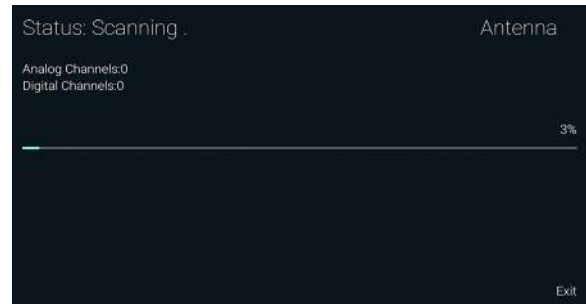 Status: Scanning .
Antenna
Analog Channels:0
Digital Channels:0
3%
Exit